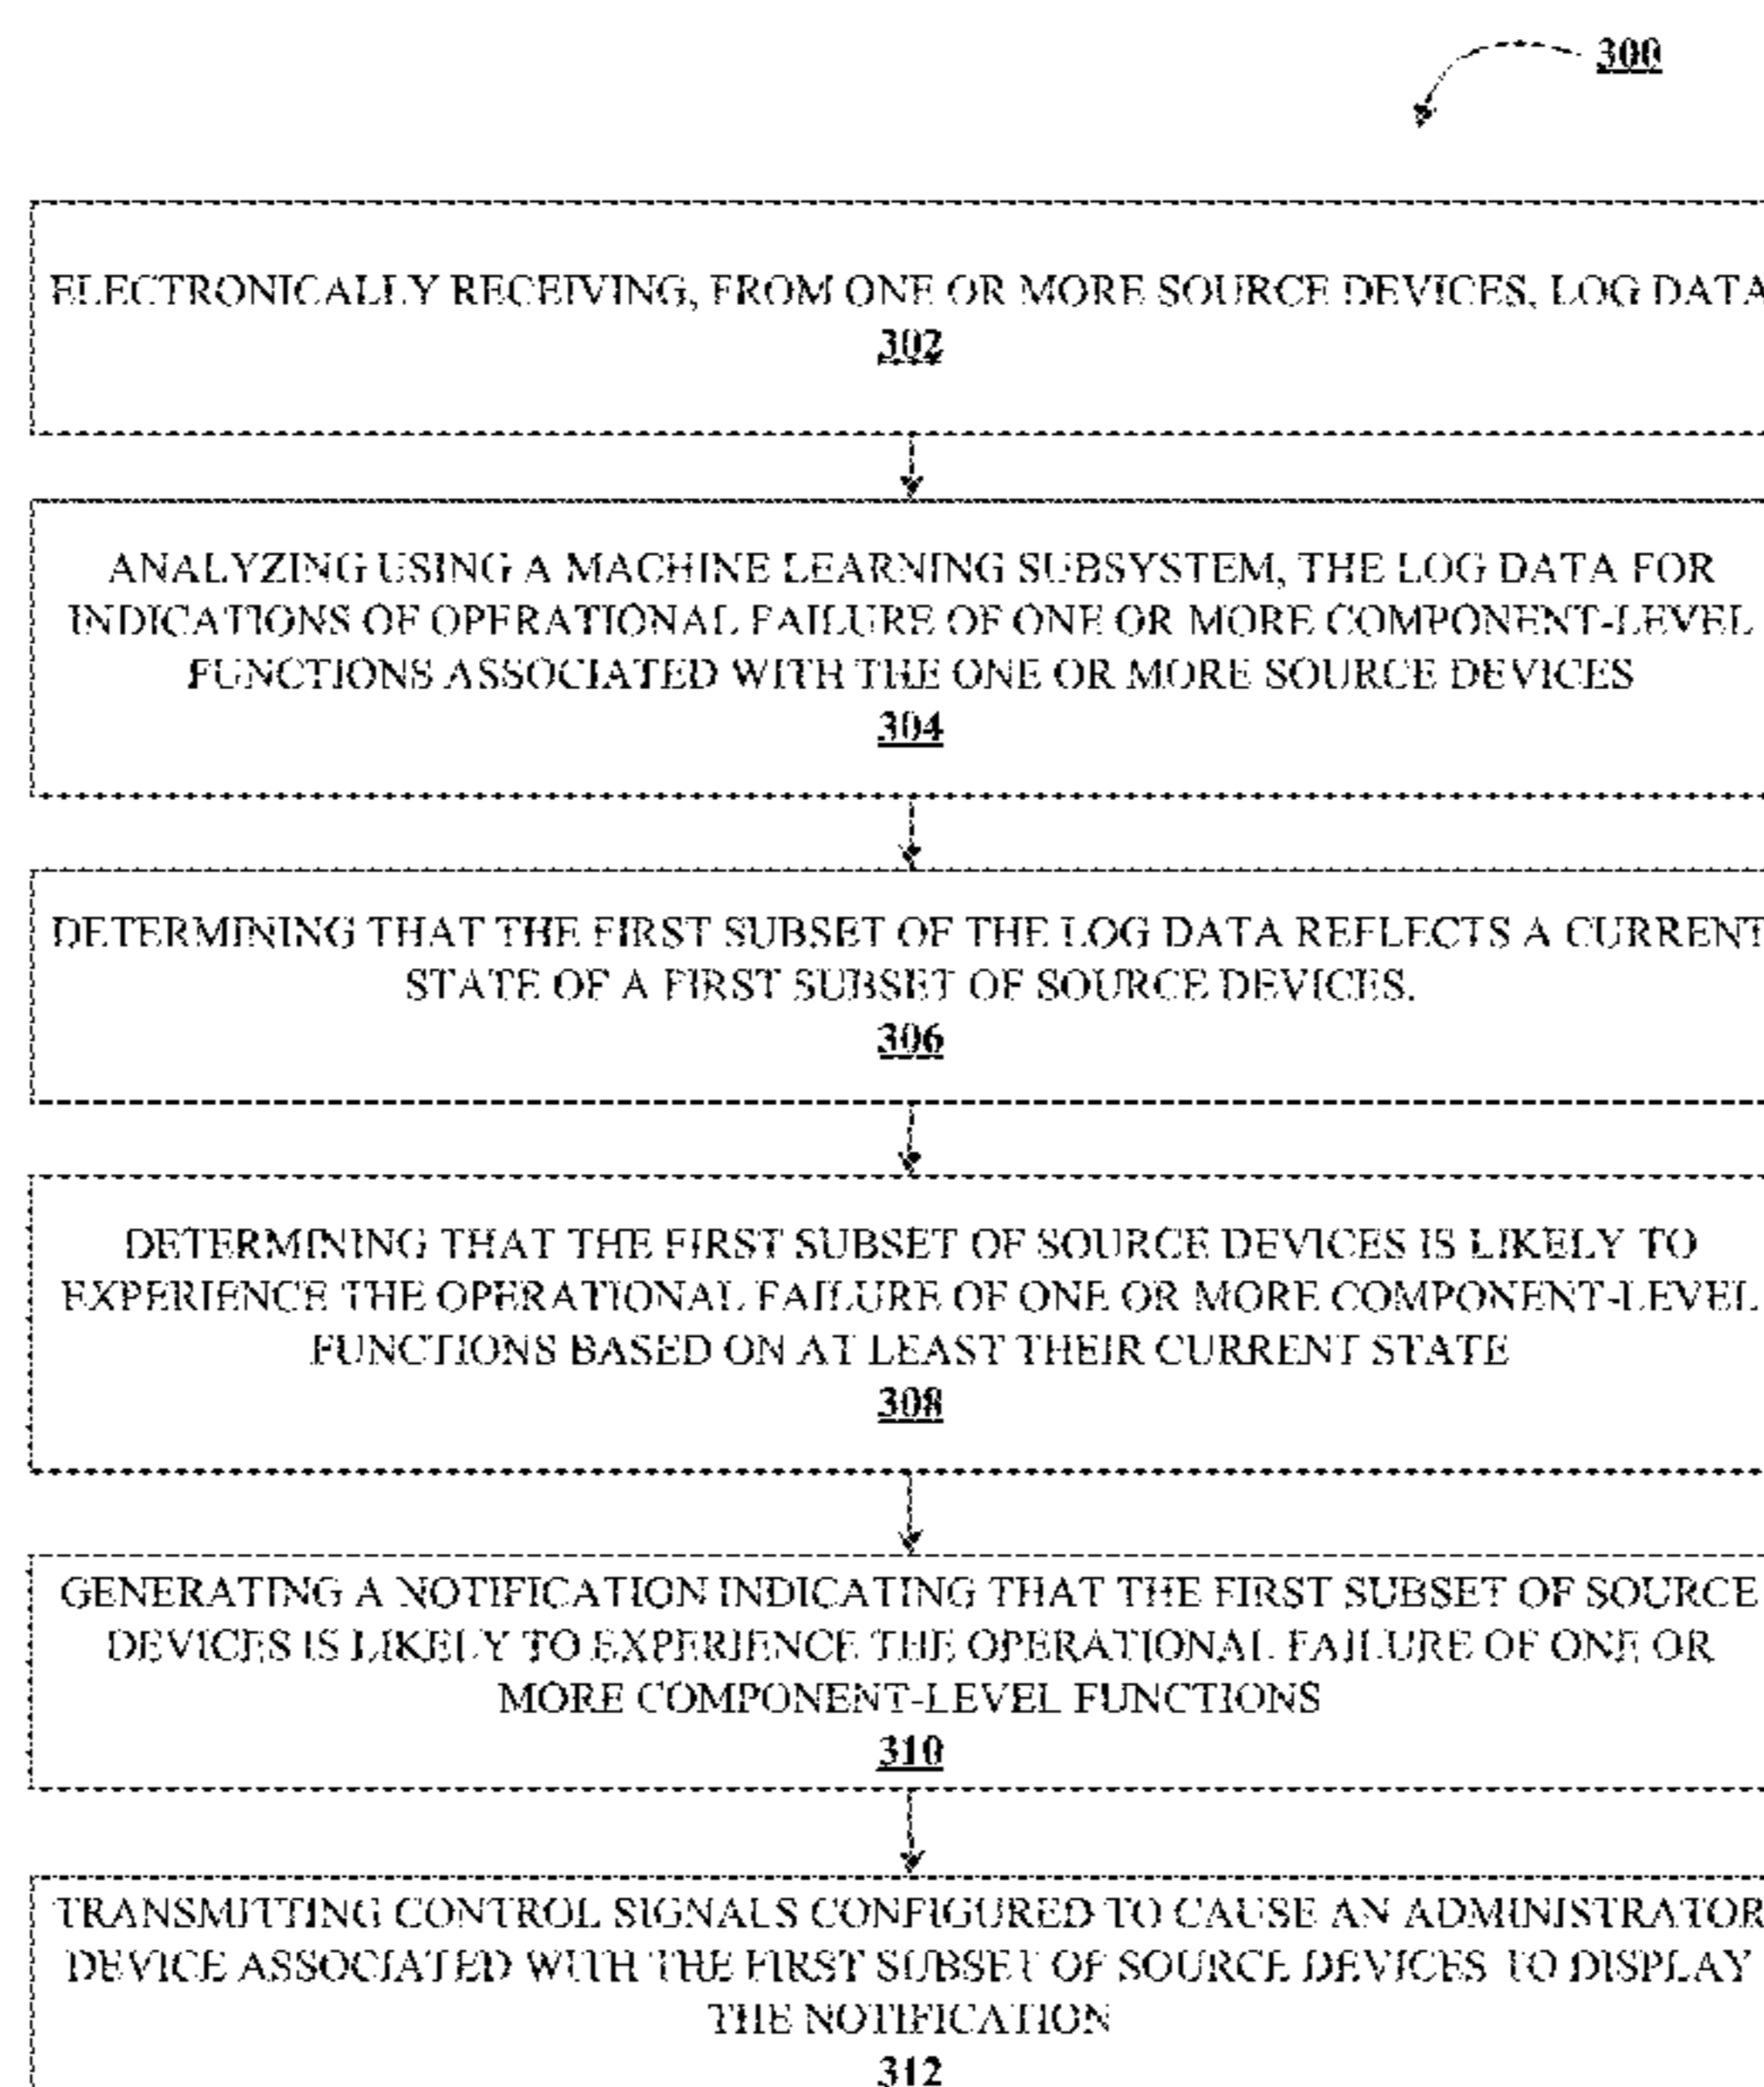 300
ELECTRONICALLY RECEIVING, FROM ONE OR MORE SOURCE DEVICES, LOG DATA
302
ANALYZING USING A MACHINE LEARNING SUBSYSTEM, THE LOG DATA FOR
INDICATIONS OF OPERATIONAL FAILURE OF ONE OR MORE COMPONENT-LEVEL
FUNCTIONS ASSOCIATED WITH THE ONE OR MORE SOURCE DEVICES
304
DETERMINING THAT THE FIRST SUBSET OF THE LOG DATA REFLECTS A CURRENT
STATE OF A FIRST SUBSET OF SOURCE DEVICES.
306
DETERMINING THAT THE FIRST SUBSET OF SOURCE DEVICES IS LIKELY TO
EXPERIENCE THE OPERATIONAL FAILURE OF ONE OR MORE COMPONENT-LEVEL
FUNCTIONS BASED ON AT LEAST THEIR CURRENT STATE
308
GENERATING A NOTIFICATION INDICATING THAT THE FIRST SUBSET OF SOURCE
DEVICES IS LIKELY TO EXPERIENCE THE OPERATIONAL FAILURE OF ONE OR
MORE COMPONENT-LEVEL FUNCTIONS
310
TRANSMITTING CONTROL SIGNALS CONFIGURED TO CAUSE AN ADMINISTRATOR
DEVICE ASSOCIATED WITH THE FIRST SUBSET OF SOURCE DEVICES TO DISPLAY
THE NOTIFICATION
312